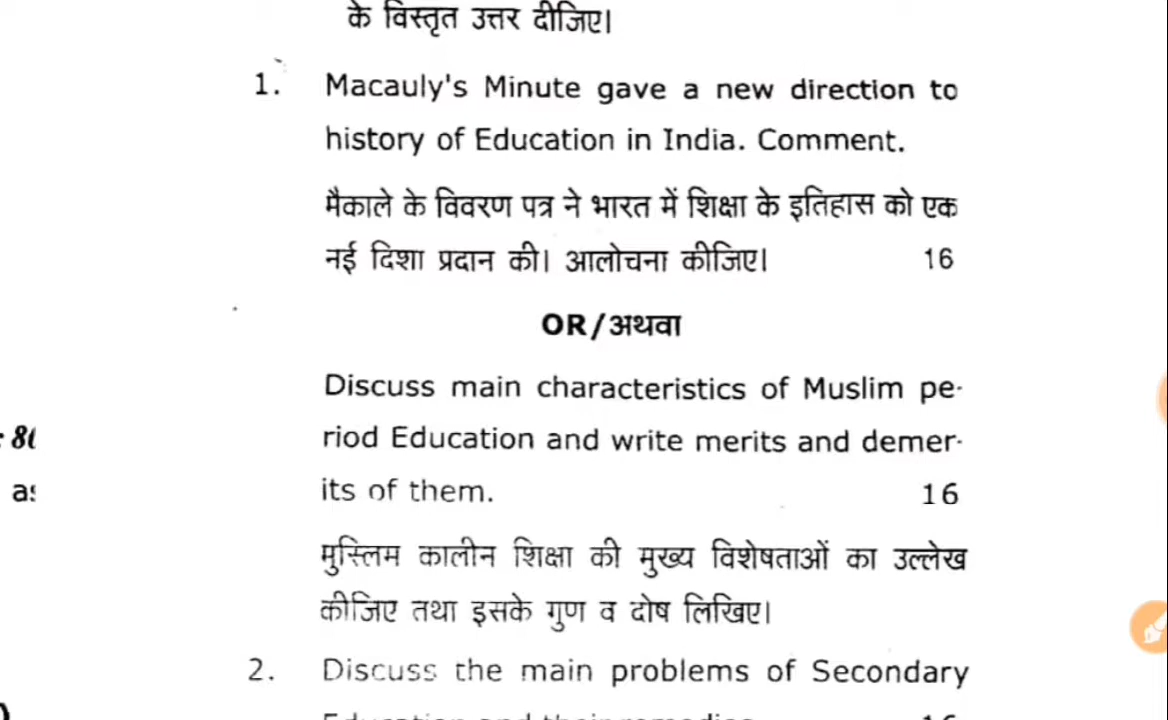 के विस्तृत उत्तर दीजिए।
1. Macauly's Minute gave a new direction to
history of Education in India. Comment.
मैकाले के विवरण पत्र ने भारत में शिक्षा के इतिहास को एक
नई दिशा प्रदान की। आलोचना कीजिए। 16
OR/अथवा
Discuss main characteristics of Muslim pe-
riod Education and write merits and demer-
its of them. 16
मुस्लिम कालीन शिक्षा की मुख्य विशेषताओं का उल्लेख
कीजिए तथा इसके गुण व दोष लिखिए।
2. Discuss the main problems of Secondary